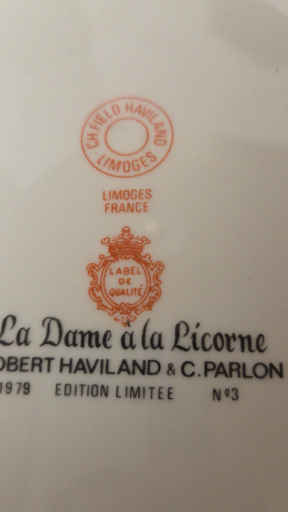 CH FIELD HAVILAND
LIMOGES
LIMOGES
FRANCE
LABEL
DE
QUALITÉ
La Dame à la Licorne
OBERT HAVILAND & C. PARLON
1979 EDITION LIMITEE Nº3